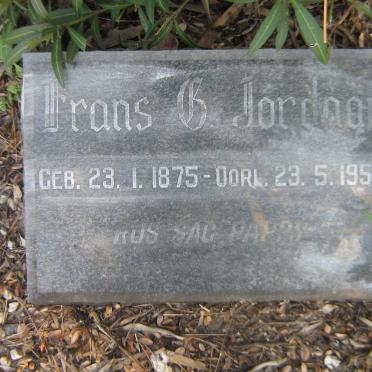 Frans G. Jordaan
GEB. 23. 1. 1875 - OORL. 23. 5. 195
RUS SAG PAPPIE